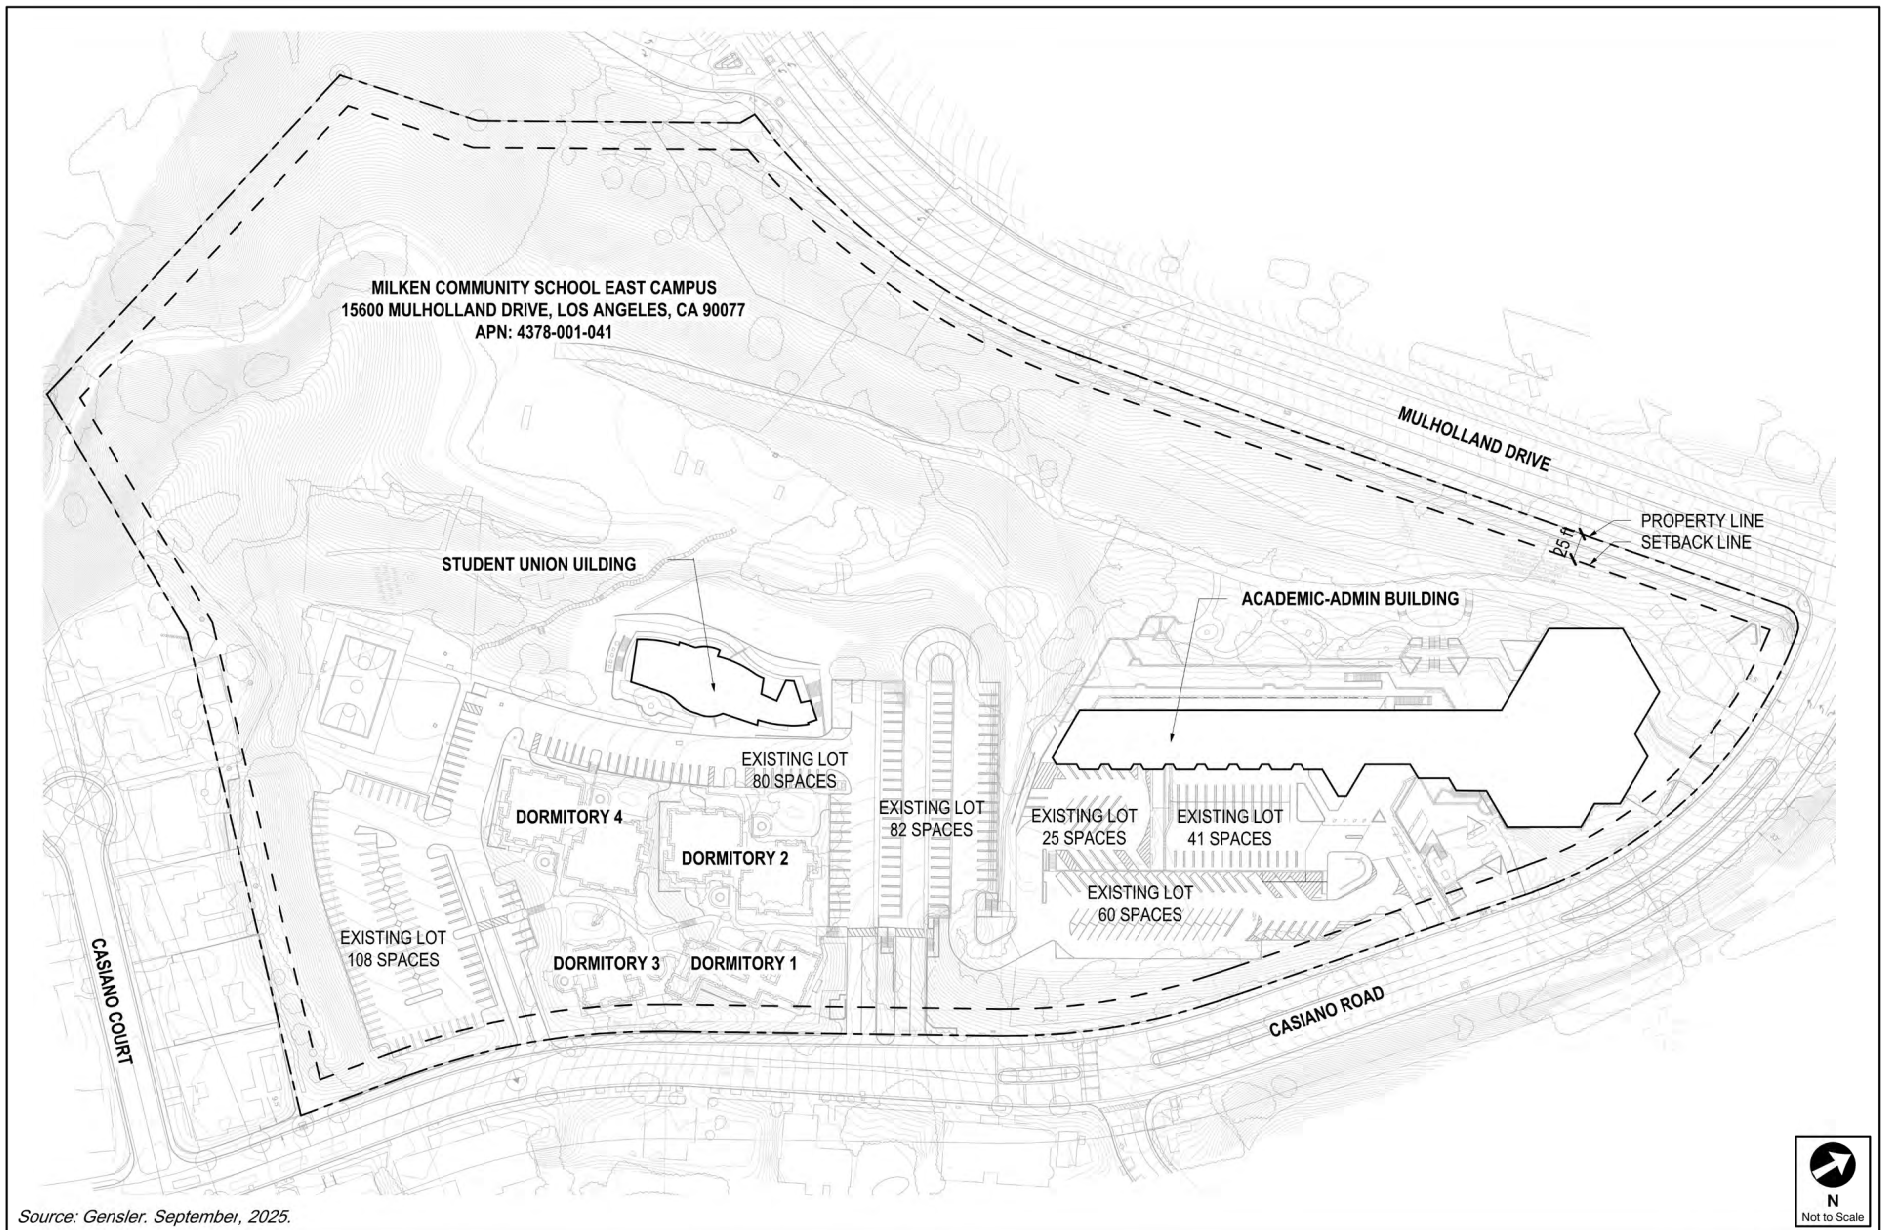 MILKEN COMMUNITY SCHOOL EAST CAMPUS
15600 MULHOLLAND DRIVE, LOS ANGELES, CA 90077
APN: 4378-001-041
MULHOLLAND DRIVE
PROPERTY LINE
SETBACK LINE
25 ft
STUDENT UNION UILDING
ACADEMIC-ADMIN BUILDING
EXISTING LOT
80 SPACES
EXISTING LOT
82 SPACES
EXISTING LOT
25 SPACES
EXISTING LOT
41 SPACES
DORMITORY 4
DORMITORY 2
EXISTING LOT
60 SPACES
EXISTING LOT
108 SPACES
DORMITORY 3
DORMITORY 1
CASIANO COURT
CASIANO ROAD
N
Not to Scale
Source: Gensler. September, 2025.